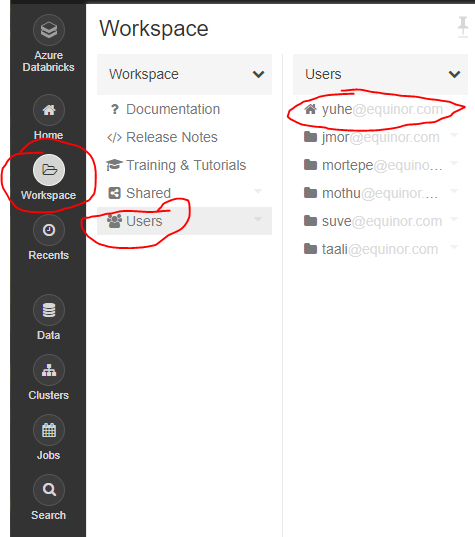 Azure
Databricks
Home
Workspace
Recents
Data
Clusters
Jobs
Search
Workspace
Workspace
? Documentation
</> Release Notes
Training & Tutorials
Shared
Users
Users
yuhe@equinor.com
jmor@equinor.com
mortepe@equino...
mothu@equinor. ...
suve@equinor.com
taali@equinor.com